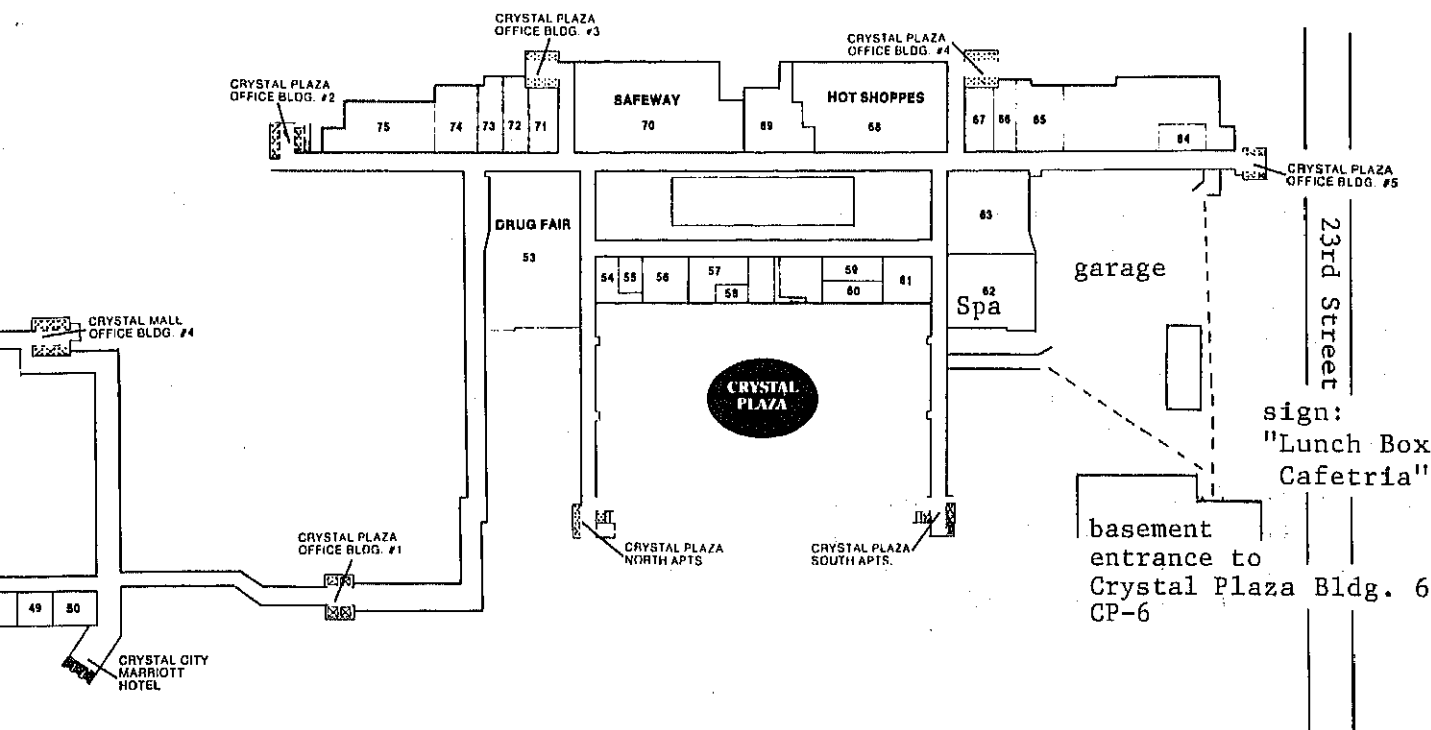 CRYSTAL PLAZA
OFFICE BLDG. #3
CRYSTAL PLAZA
OFFICE BLDG. #4
CRYSTAL PLAZA
OFFICE BLDG. #2
SAFEWAY
HOT SHOPPES
75
74
73
72
71
70
69
68
67
66
65
64
CRYSTAL PLAZA
OFFICE BLDG. #5
DRUG FAIR
53
63
23rd Street
54
55
56
57
58
59
60
61
62
Spa
garage
CRYSTAL MALL
OFFICE BLDG. #4
CRYSTAL
PLAZA
sign:
"Lunch Box
Cafetria"
CRYSTAL PLAZA
OFFICE BLDG. #1
CRYSTAL PLAZA
NORTH APTS
CRYSTAL PLAZA
SOUTH APTS.
basement
entrance to
Crystal Plaza Bldg. 6
CP-6
49
50
CRYSTAL CITY
MARRIOTT
HOTEL